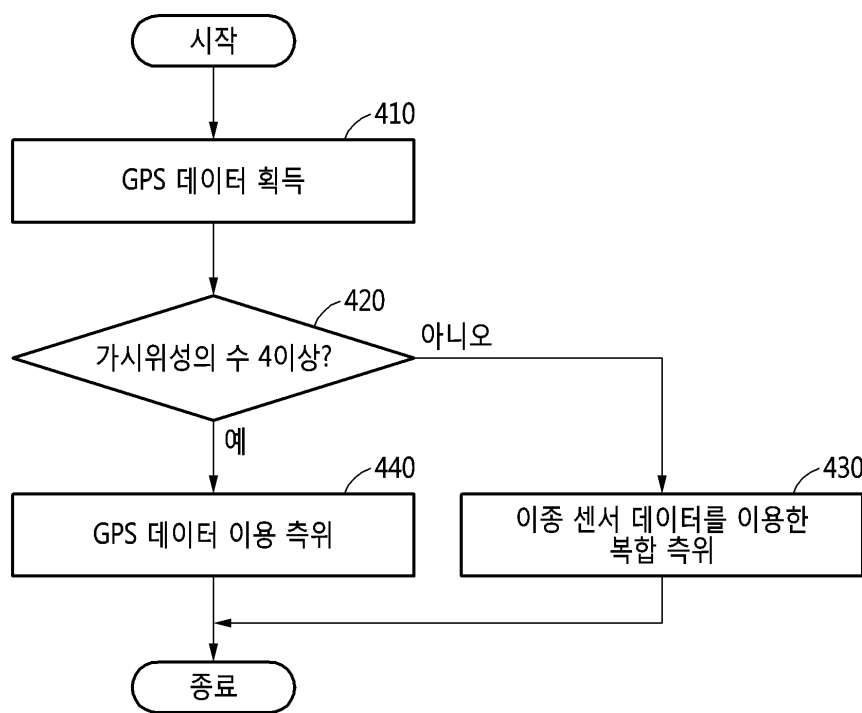 시작
410
GPS 데이터 획득
420
가시위성의 수 4이상?
아니오
예
440
GPS 데이터 이용 측위
430
이종 센서 데이터를 이용한
복합 측위
종료